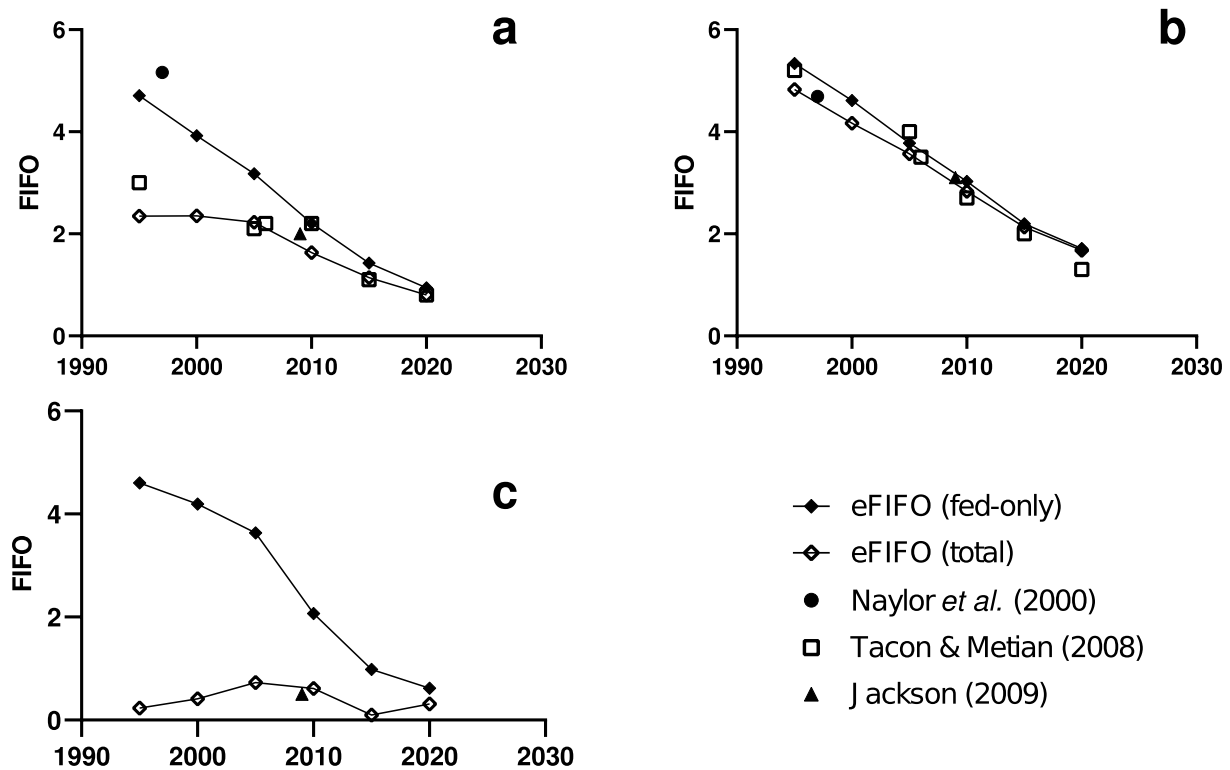 a
6
4
2
0
FIFO
1990 2000 2010 2020 2030
b
6
4
2
0
FIFO
1990 2000 2010 2020 2030
c
6
4
2
0
FIFO
1990 2000 2010 2020 2030
eFIFO (fed-only)
eFIFO (total)
Naylor et al. (2000)
Tacon & Metian (2008)
Jackson (2009)